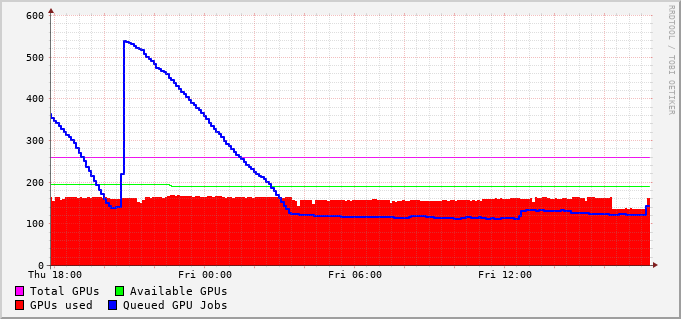 RRDTOOL / TOBI OETIKER
600
500
400
300
200
100
0
Thu 18:00 Fri 00:00 Fri 06:00 Fri 12:00
Total GPUs Available GPUs
GPUs used Queued GPU Jobs